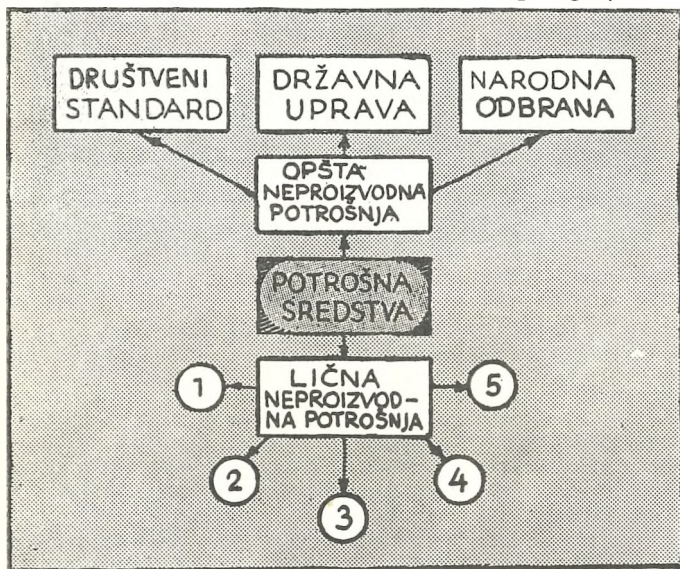 DRUŠTVENI
STANDARD
DRŽAVNA
UPRAVA
NARODNA
ODBRANA
OPŠTA
NEPROIZVODNA
POTROŠNJA
POTROŠNA
SREDSTVA
LIČNA
NEPROIZVOD-
NA POTROŠNJA
1
5
2
4
3